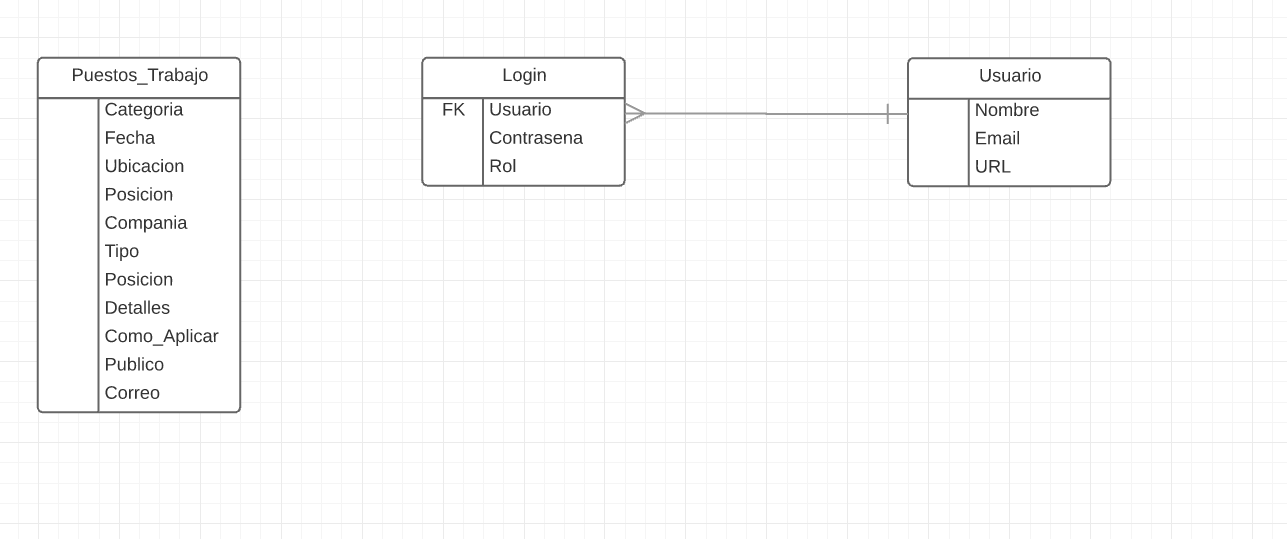 Puestos_Trabajo
Categoria
Fecha
Ubicacion
Posicion
Compania
Tipo
Posicion
Detalles
Como_Aplicar
Publico
Correo
Login
FK Usuario
Contrasena
Rol
Usuario
Nombre
Email
URL